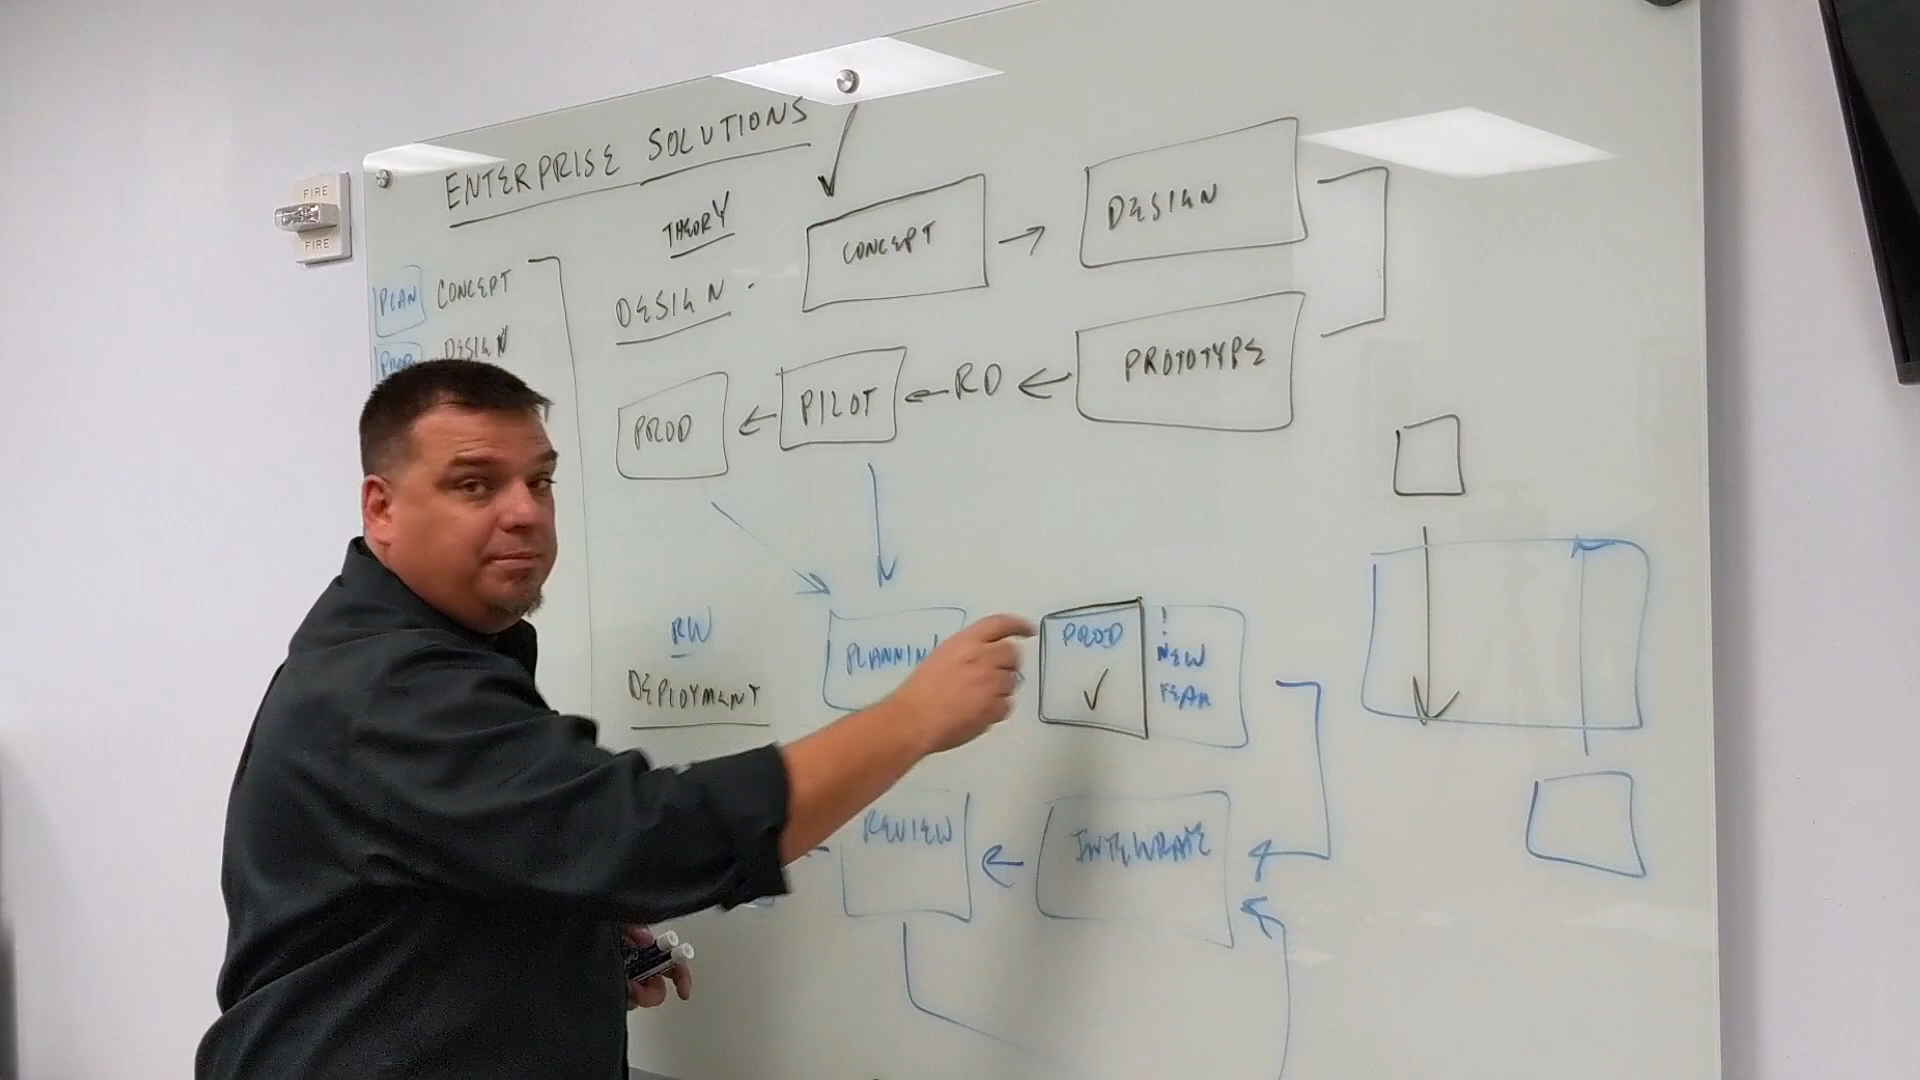 ENTERPRISE SOLUTIONS
FIRE
FIRE
THEORY
DESIGN
CONCEPT
DESIGN
PLAN CONCEPT
DESIGN
PROD
PILOT
RD
PROTOTYPE
RW
DEPLOYMENT
PLANNIN
PROD
! NEW
FEAR
REVIEW
INTEGRATE